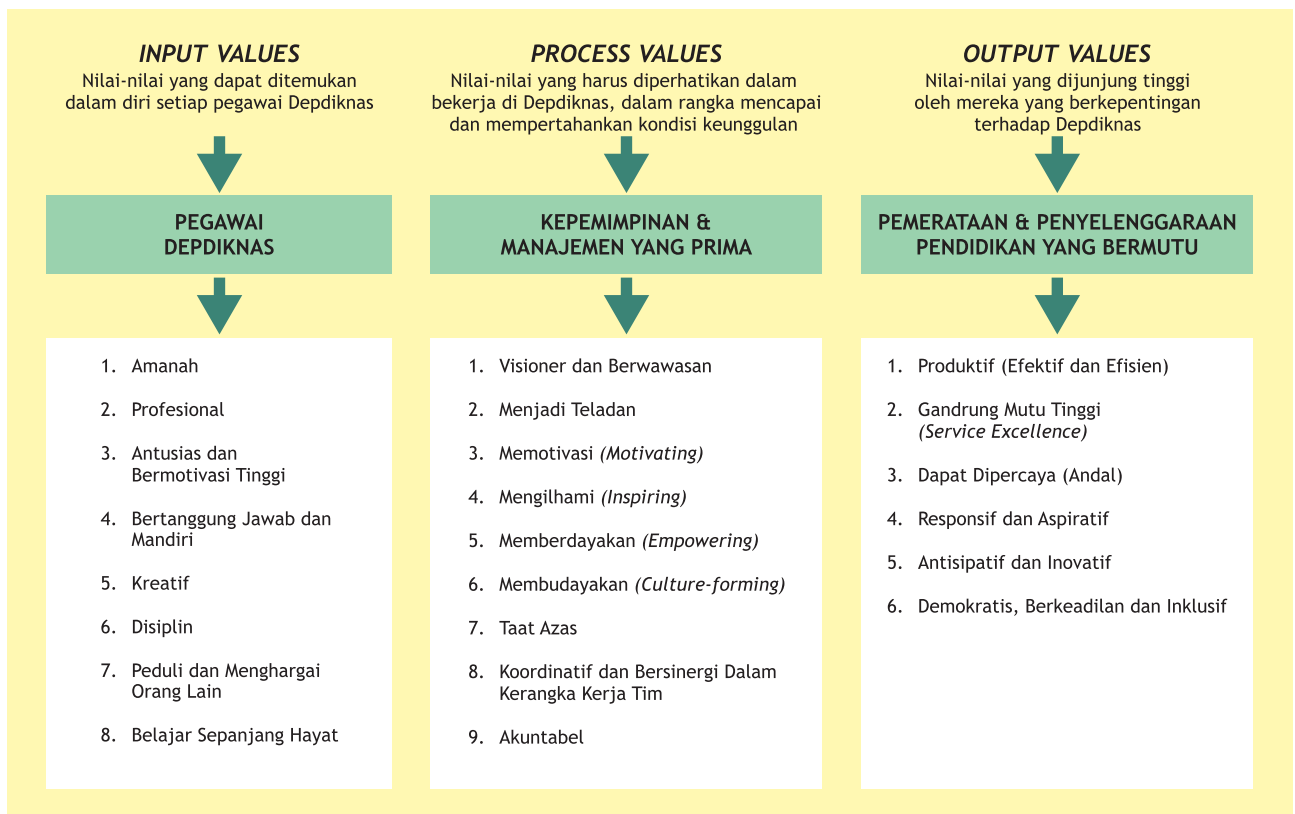 INPUT VALUES
Nilai-nilai yang dapat ditemukan
dalam diri setiap pegawai Depdiknas
PEGAWAI
DEPDIKNAS
1. Amanah
2. Profesional
3. Antusias dan
Bermotivasi Tinggi
4. Bertanggung Jawab dan
Mandiri
5. Kreatif
6. Disiplin
7. Peduli dan Menghargai
Orang Lain
8. Belajar Sepanjang Hayat
PROCESS VALUES
Nilai-nilai yang harus diperhatikan dalam
bekerja di Depdiknas, dalam rangka mencapai
dan mempertahankan kondisi keunggulan
KEPEMIMPINAN &
MANAJEMEN YANG PRIMA
1. Visioner dan Berwawasan
2. Menjadi Teladan
3. Memotivasi (Motivating)
4. Mengilhami (Inspiring)
5. Memberdayakan (Empowering)
6. Membudayakan (Culture-forming)
7. Taat Azas
8. Koordinatif dan Bersinergi Dalam
Kerangka Kerja Tim
9. Akuntabel
OUTPUT VALUES
Nilai-nilai yang dijunjung tinggi
oleh mereka yang berkepentingan
terhadap Depdiknas
PEMERATAAN & PENYELENGGARAAN
PENDIDIKAN YANG BERMUTU
1. Produktif (Efektif dan Efisien)
2. Gandrung Mutu Tinggi
(Service Excellence)
3. Dapat Dipercaya (Andal)
4. Responsif dan Aspiratif
5. Antisipatif dan Inovatif
6. Demokratis, Berkeadilan dan Inklusif